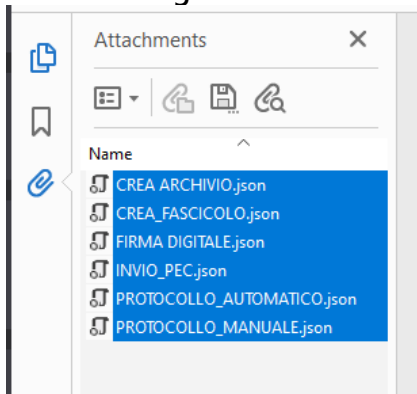 Attachments
Name
CREA ARCHIVIO.json
CREA_FASCICOLO.json
FIRMA DIGITALE.json
INVIO_PEC.json
PROTOCOLLO_AUTOMATICO.json
PROTOCOLLO_MANUALE.json